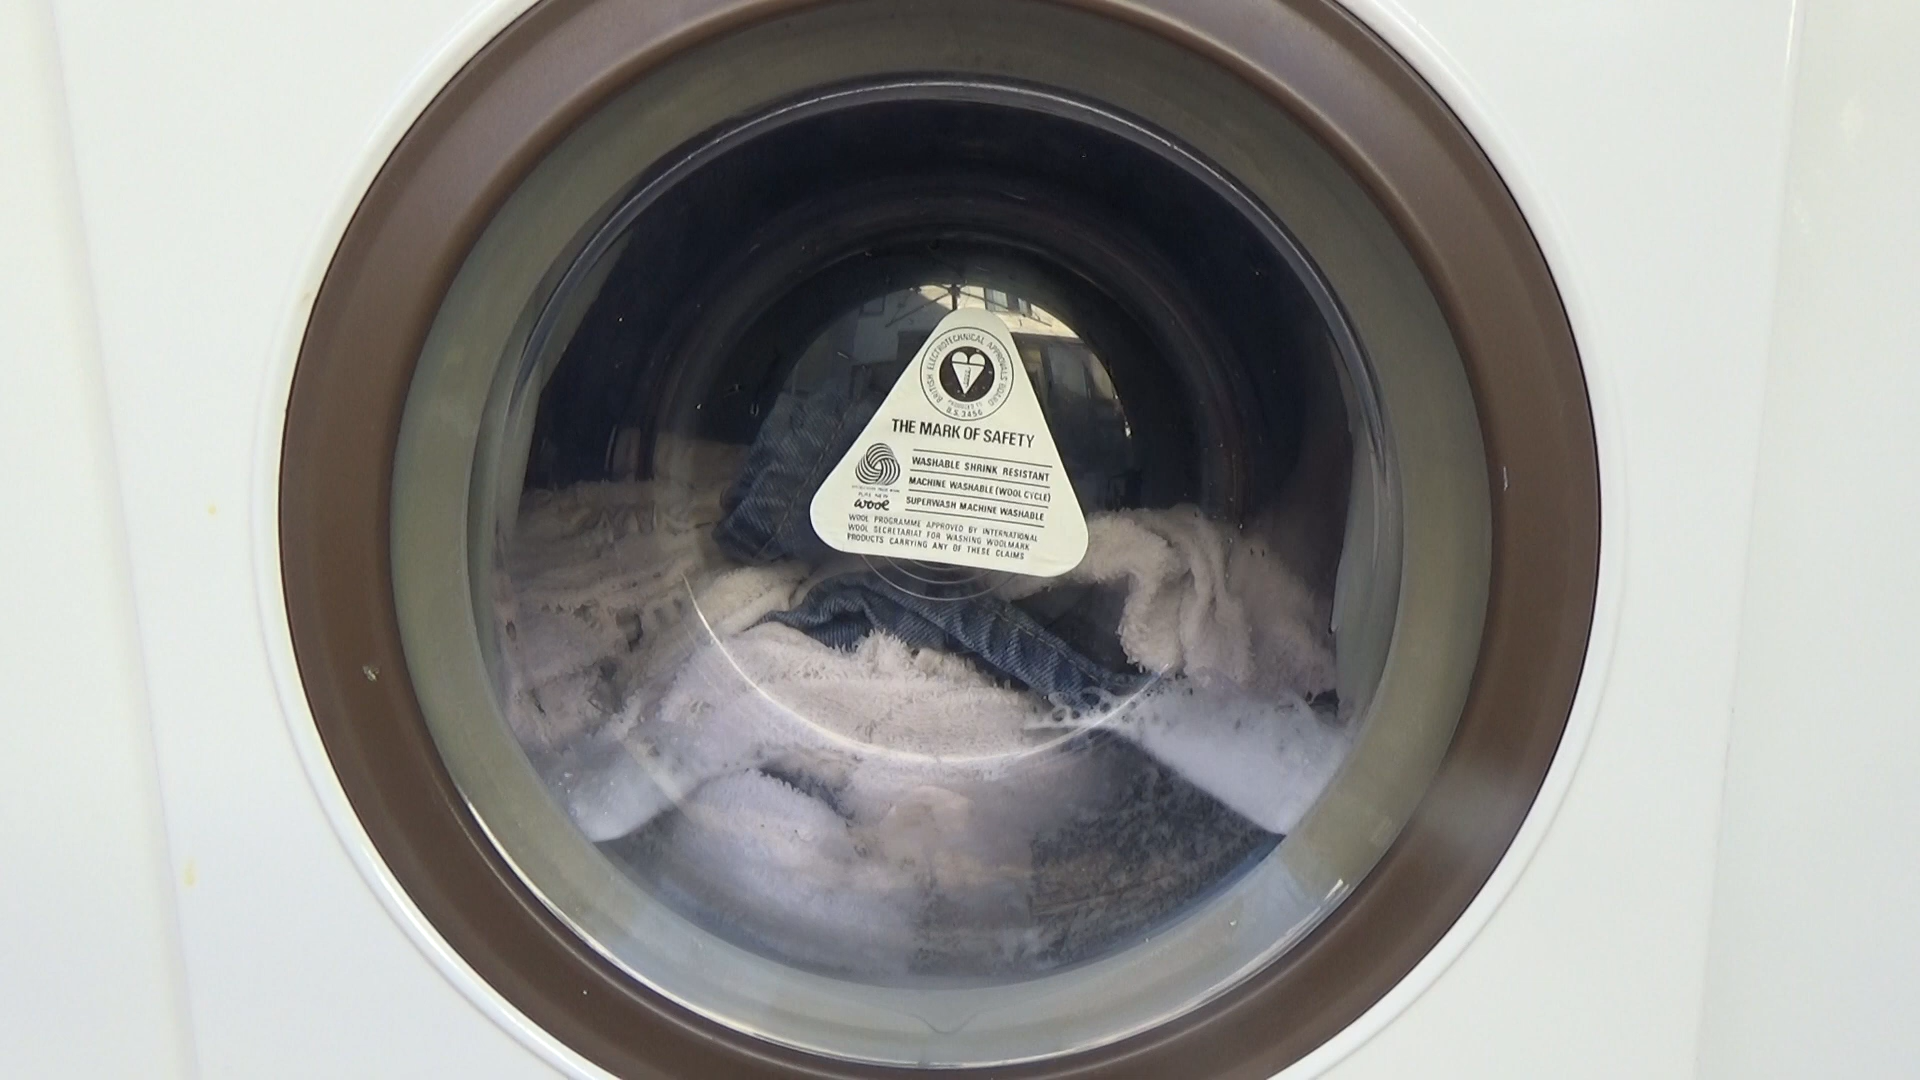 BRITISH ELECTROTECHNICAL APPROVALS BOARD
B.S. 3456
THE MARK OF SAFETY
WASHABLE SHRINK RESISTANT
MACHINE WASHABLE (WOOL CYCLE)
PURE NEW
wool
SUPERWASH MACHINE WASHABLE
WOOL PROGRAMME APPROVED BY INTERNATIONAL
WOOL SECRETARIAT FOR WASHING WOOLMARK
PRODUCTS CARRYING ANY OF THESE CLAIMS